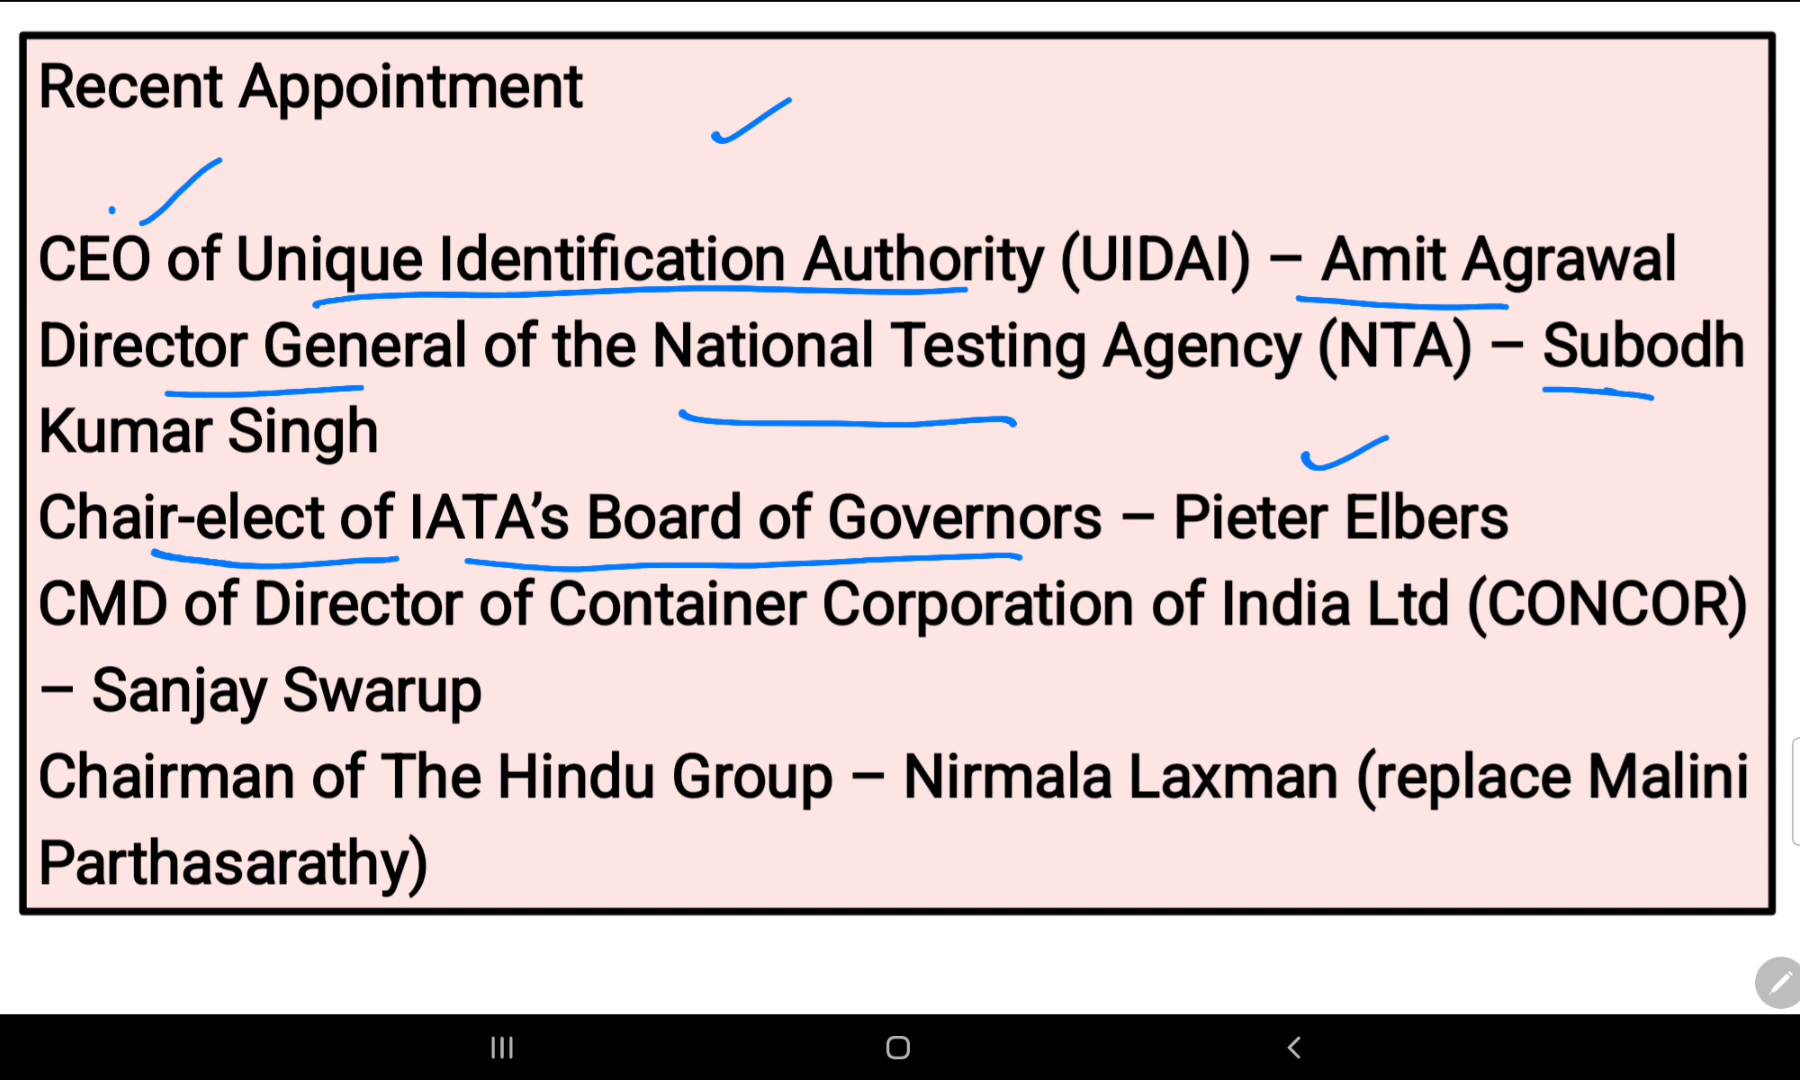 Recent Appointment
CEO of Unique Identification Authority (UIDAI) – Amit Agrawal
Director General of the National Testing Agency (NTA) – Subodh
Kumar Singh
Chair-elect of IATA’s Board of Governors – Pieter Elbers
CMD of Director of Container Corporation of India Ltd (CONCOR)
– Sanjay Swarup
Chairman of The Hindu Group – Nirmala Laxman (replace Malini
Parthasarathy)